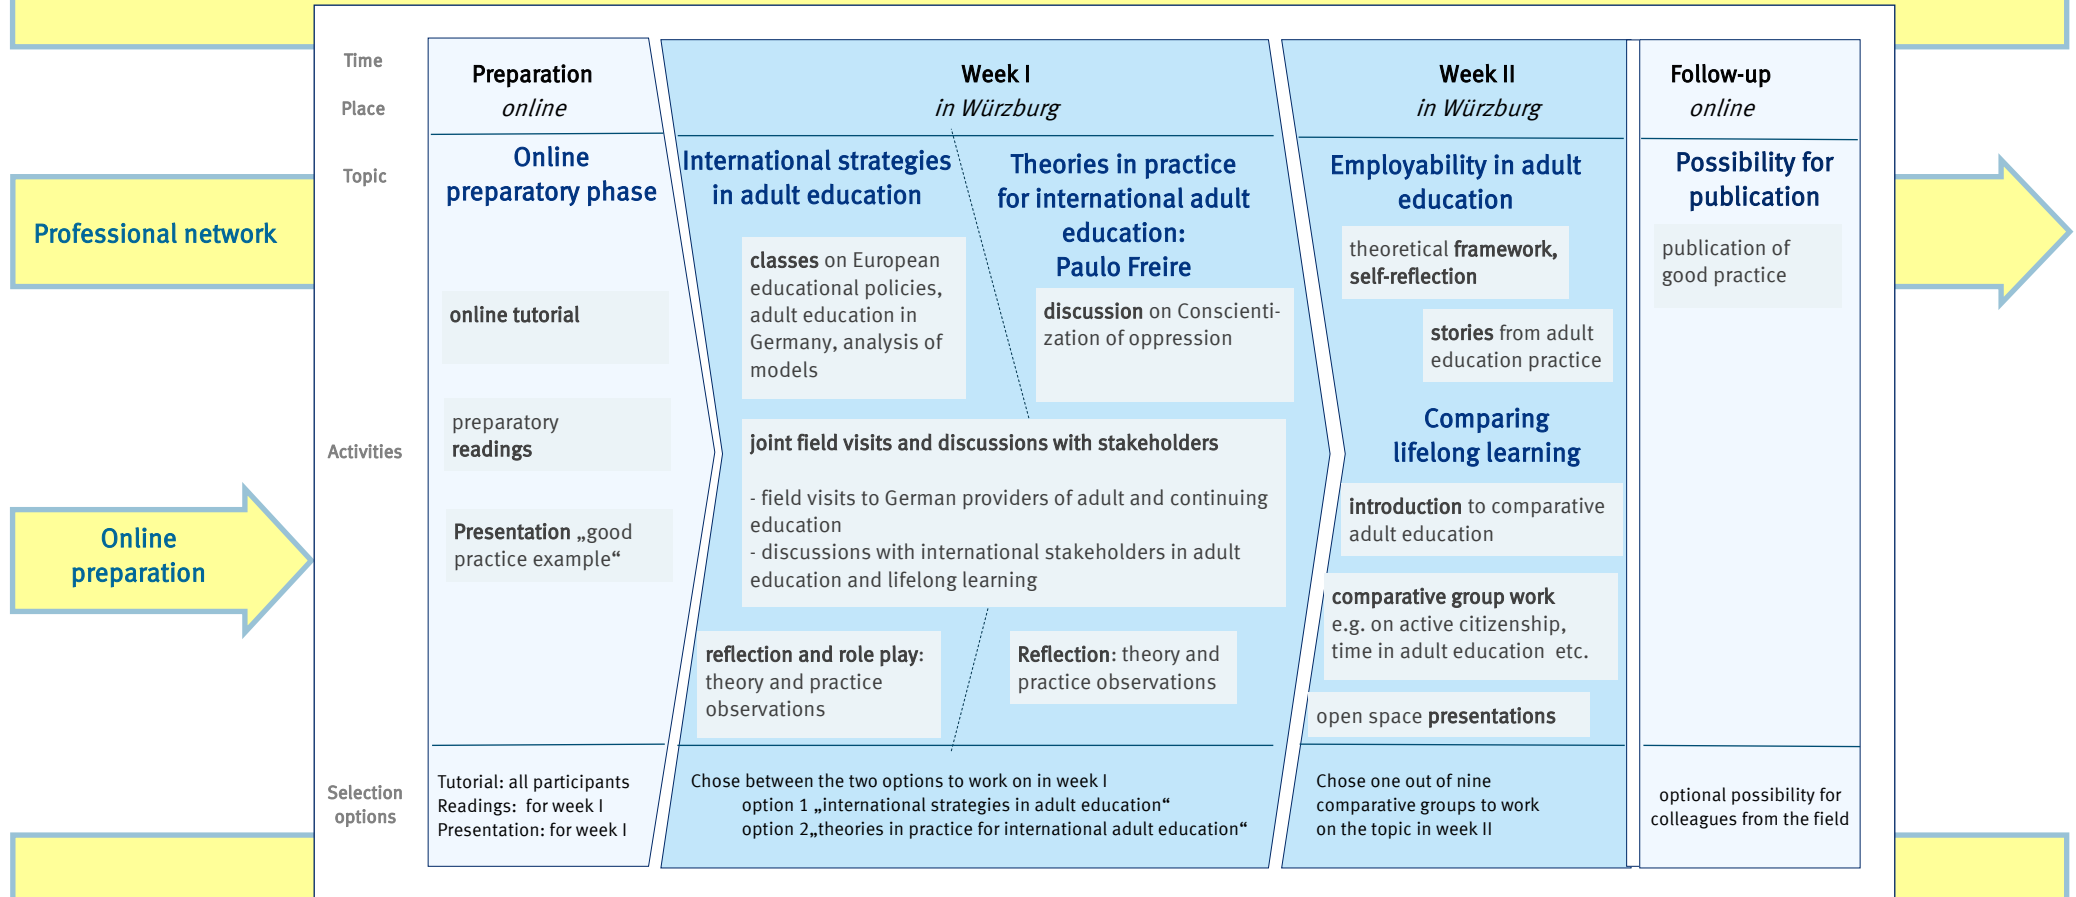 Time
Place
Topic
Activities
Selection
options
Professional network
Online
preparation
Preparation
online
Online
preparatory phase
online tutorial
preparatory
readings
Presentation „good
practice example“
Tutorial: all participants
Readings: for week I
Presentation: for week I
Week I
in Würzburg
International strategies
in adult education
classes on European
educational policies,
adult education in
Germany, analysis of
models
Theories in practice
for international adult
education:
Paulo Freire
discussion on Conscienti-
zation of oppression
joint field visits and discussions with stakeholders
- field visits to German providers of adult and continuing
education
- discussions with international stakeholders in adult
education and lifelong learning
reflection and role play:
theory and practice
observations
Reflection: theory and
practice observations
Chose between the two options to work on in week I
option 1 „international strategies in adult education“
option 2„theories in practice for international adult education“
Week II
in Würzburg
Employability in adult
education
theoretical framework,
self-reflection
stories from adult
education practice
Comparing
lifelong learning
introduction to comparative
adult education
comparative group work
e.g. on active citizenship,
time in adult education etc.
open space presentations
Chose one out of nine
comparative groups to work
on the topic in week II
Follow-up
online
Possibility for
publication
publication of
good practice
optional possibility for
colleagues from the field